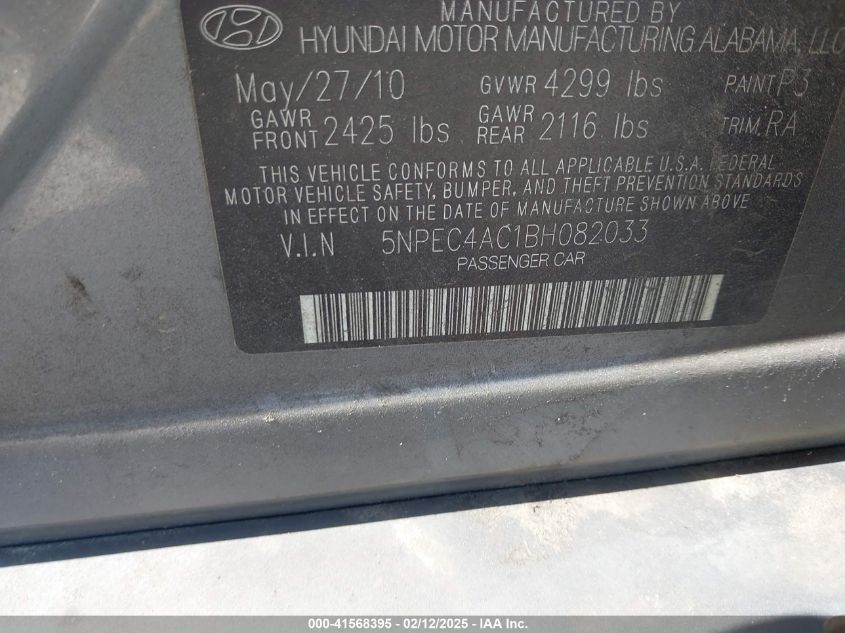 MANUFACTURED BY
HYUNDAI MOTOR MANUFACTURING ALABAMA, LLC
May/27/10 GVWR 4299 lbs PAINT P3
GAWR FRONT 2425 lbs GAWR REAR 2116 lbs TRIM RA
THIS VEHICLE CONFORMS TO ALL APPLICABLE U.S.A. FEDERAL
MOTOR VEHICLE SAFETY, BUMPER, AND THEFT PREVENTION STANDARDS
IN EFFECT ON THE DATE OF MANUFACTURE SHOWN ABOVE
V.I.N 5NPEC4AC1BH082033
PASSENGER CAR
000-41568395 - 02/12/2025 - IAA Inc.